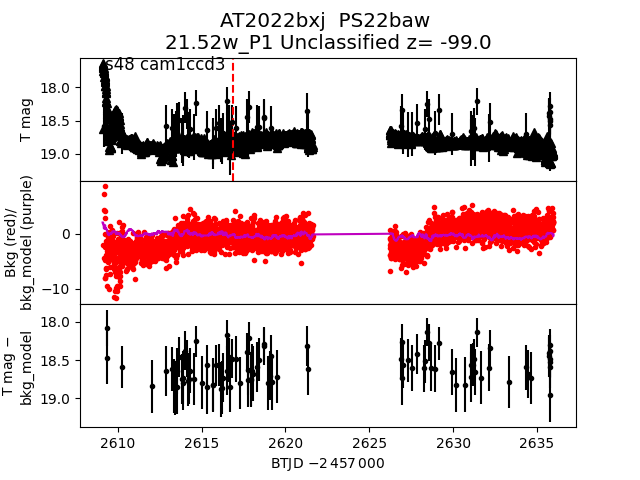 AT2022bxj  PS22baw
21.52w_P1 Unclassified z= -99.0
s48 cam1ccd3
T mag
18.0
18.5
19.0
Bkg (red)/
bkg_model (purple)
0
−10
T mag −
bkg_model
18.0
18.5
19.0
2610 2615 2620 2625 2630 2635
BTJD −2 457 000